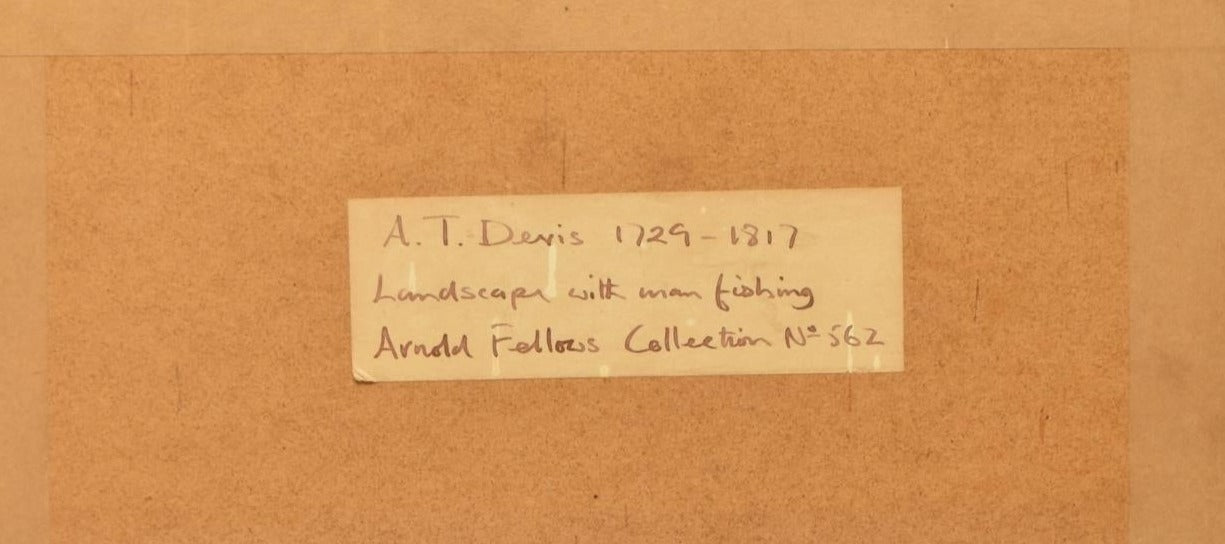 A. T. Devis 1729 - 1817
Landscape with man fishing
Arnold Fellows Collection Nº 562